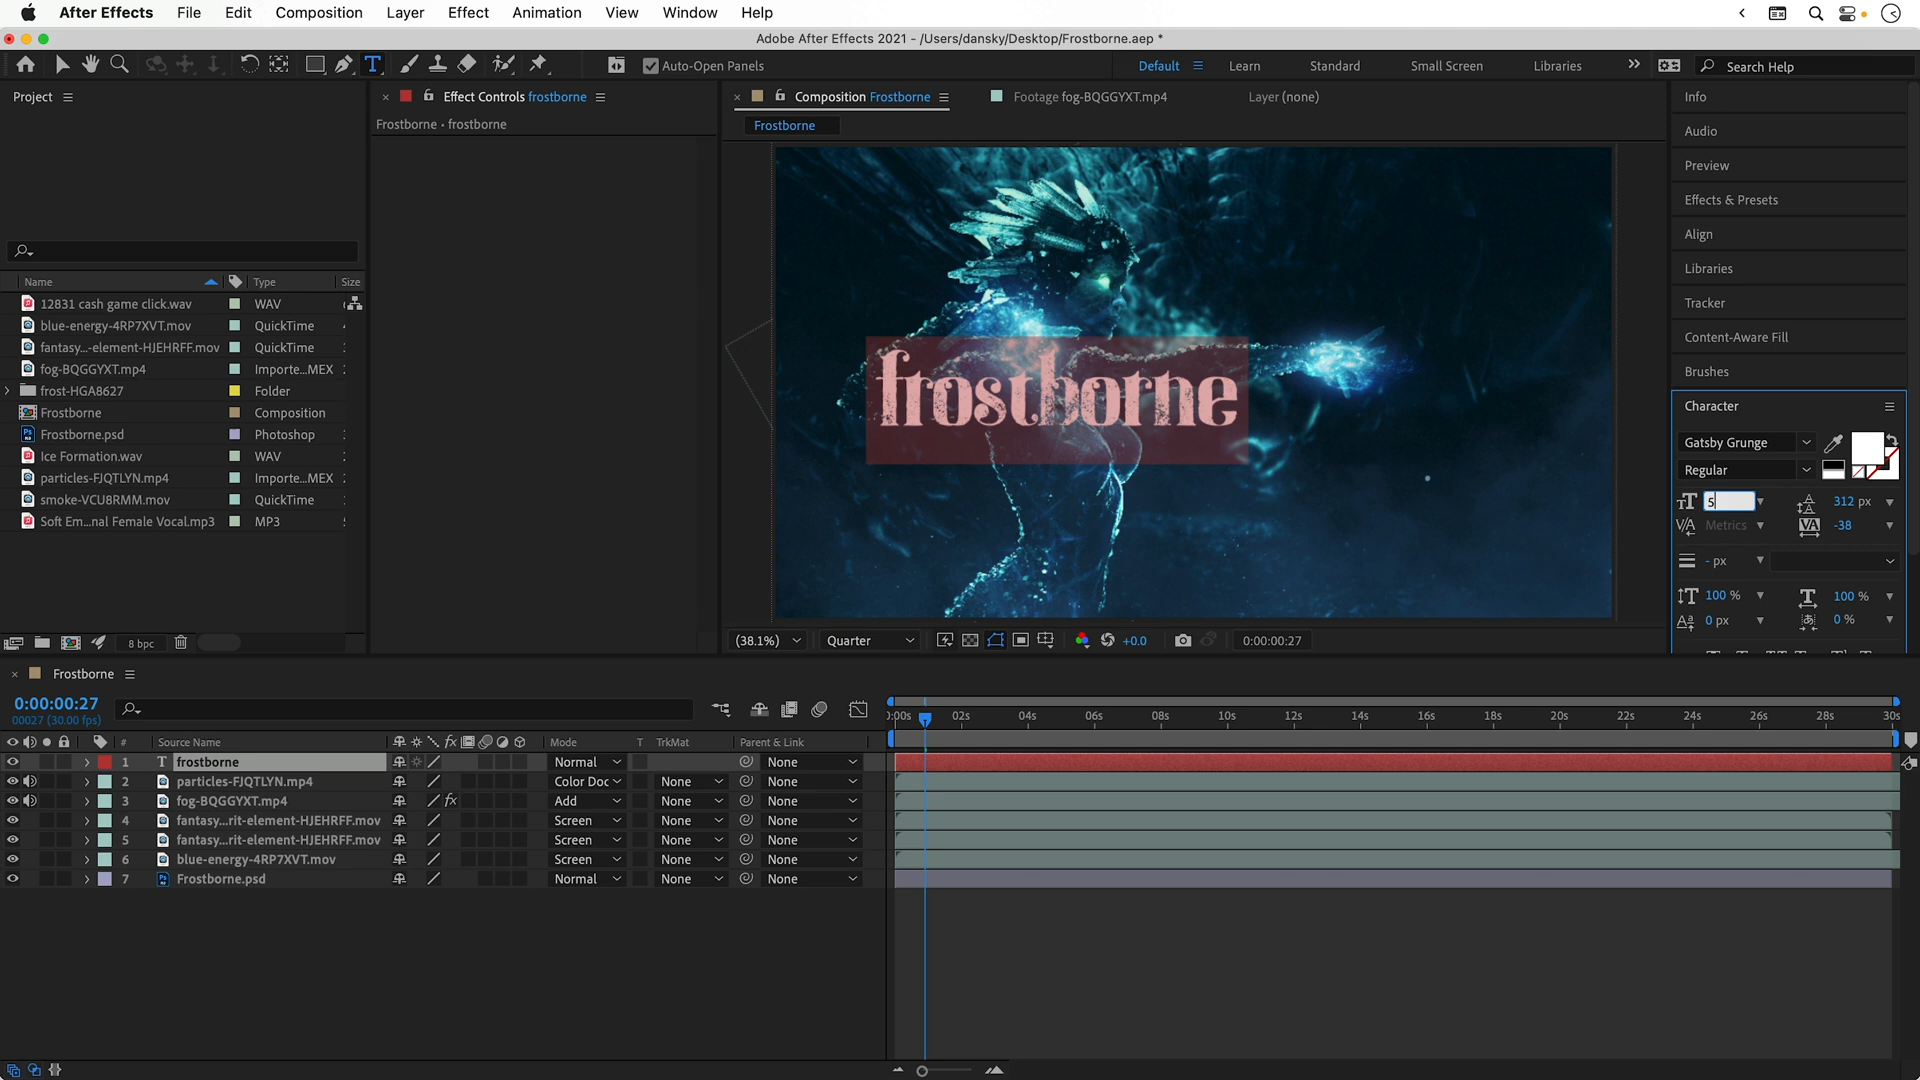 After Effects File Edit Composition Layer Effect Animation View Window Help
Adobe After Effects 2021 - /Users/dansky/Desktop/Frostborne.aep *
Auto-Open Panels
Default Learn Standard Small Screen Libraries Search Help
Project
Effect Controls frostborne
Frostborne • frostborne
Composition Frostborne
Footage fog-BQGGYXT.mp4
Layer (none)
Frostborne
frostborne
Name Type Size
12831 cash game click.wav WAV
blue-energy-4RP7XVT.mov QuickTime
fantasy...-element-HJEHRFF.mov QuickTime
fog-BQGGYXT.mp4 Importe...MEX
frost-HGA8627 Folder
Frostborne Composition
Frostborne.psd Photoshop
Ice Formation.wav WAV
particles-FJQTLYN.mp4 Importe...MEX
smoke-VCU8RMM.mov QuickTime
Soft Em...nal Female Vocal.mp3 MP3
8 bpc
(38.1%) Quarter +0.0 0:00:00:27
Info
Audio
Preview
Effects & Presets
Align
Libraries
Tracker
Content-Aware Fill
Brushes
Character
Gatsby Grunge
Regular
5 312 px
Metrics -38
- px
100 % 100 %
0 px 0 %
Frostborne
0:00:00:27
00027 (30.00 fps)
:00s 02s 04s 06s 08s 10s 12s 14s 16s 18s 20s 22s 24s 26s 28s 30s
# Source Name Mode T TrkMat Parent & Link
1 frostborne Normal None
2 particles-FJQTLYN.mp4 Color Doc None None
3 fog-BQGGYXT.mp4 Add None None
4 fantasy...rit-element-HJEHRFF.mov Screen None None
5 fantasy...rit-element-HJEHRFF.mov Screen None None
6 blue-energy-4RP7XVT.mov Screen None None
7 Frostborne.psd Normal None None